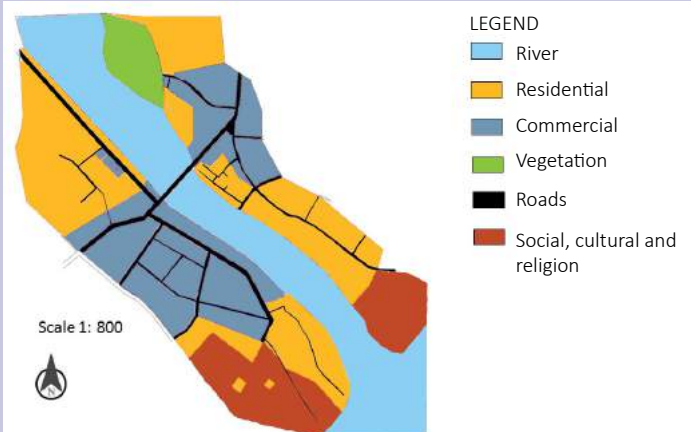 LEGEND
River
Residential
Commercial
Vegetation
Roads
Social, cultural and
religion
Scale 1: 800
N